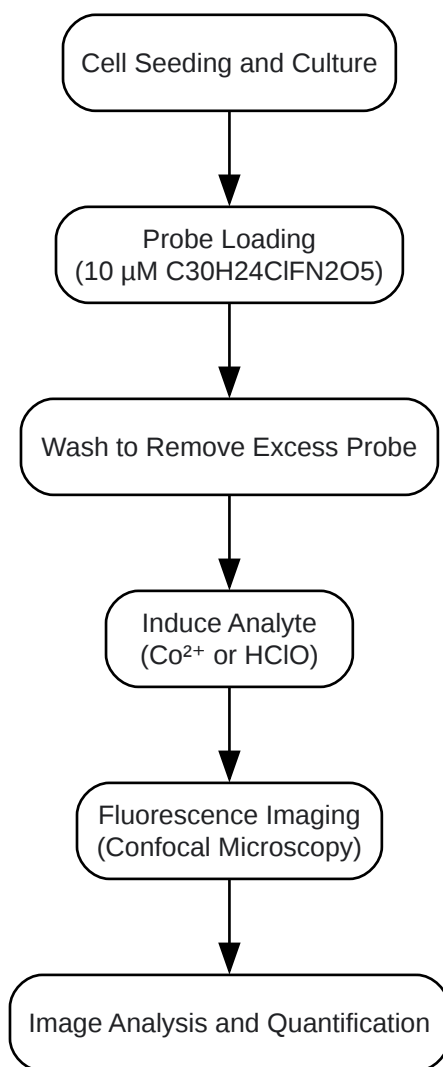 Cell Seeding and Culture
Probe Loading
(10 µM C30H24ClFN2O5)
Wash to Remove Excess Probe
Induce Analyte
(Co²⁺ or HClO)
Fluorescence Imaging
(Confocal Microscopy)
Image Analysis and Quantification